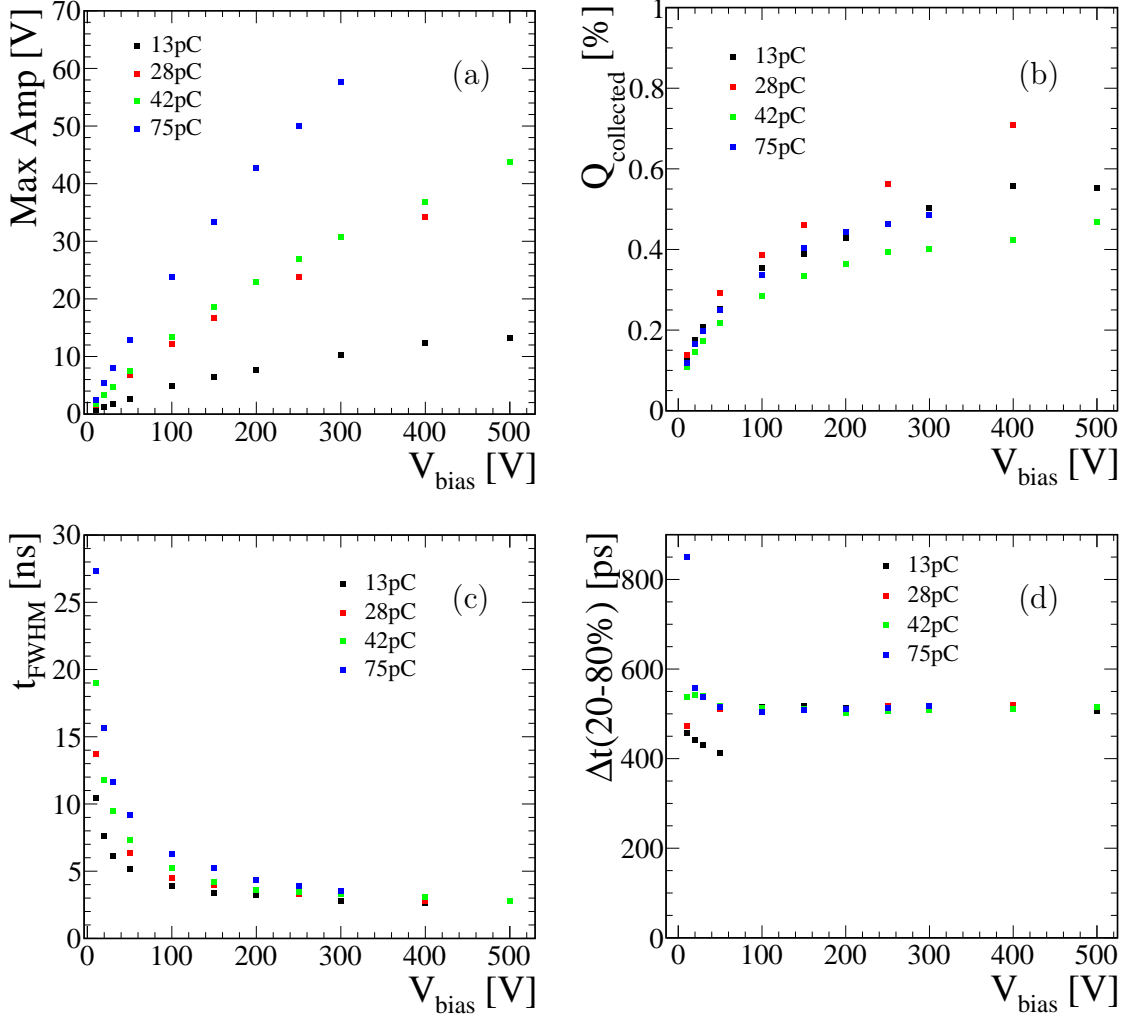 Max Amp [V]
70
60
50
40
30
20
10
0
13pC
28pC
42pC
75pC
(a)
0 100 200 300 400 500
V_bias [V]
Q_collected [%]
1
0.8
0.6
0.4
0.2
0
13pC
28pC
42pC
75pC
(b)
0 100 200 300 400 500
V_bias [V]
t_FWHM [ns]
30
25
20
15
10
5
0
13pC
28pC
42pC
75pC
(c)
0 100 200 300 400 500
V_bias [V]
Δt(20-80%) [ps]
800
600
400
200
0
13pC
28pC
42pC
75pC
(d)
0 100 200 300 400 500
V_bias [V]